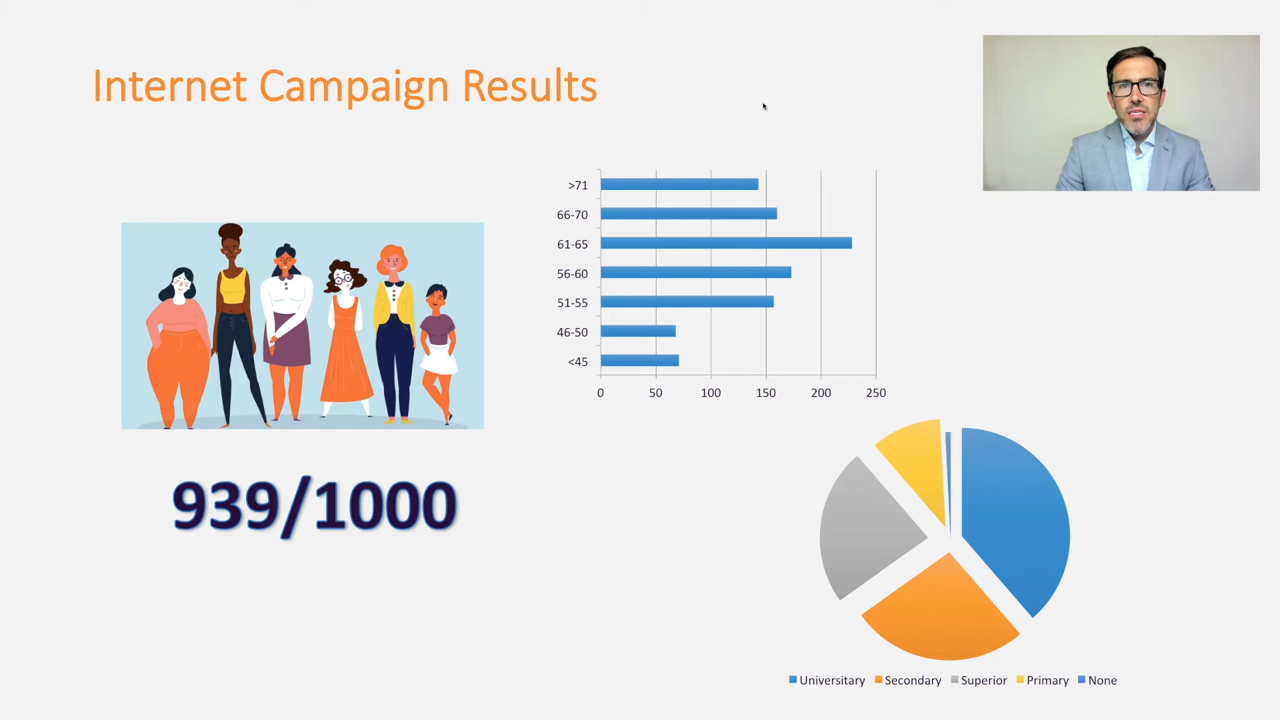 Internet Campaign Results
>71
66-70
61-65
56-60
51-55
46-50
<45
0 50 100 150 200 250
939/1000
Universitary Secondary Superior Primary None